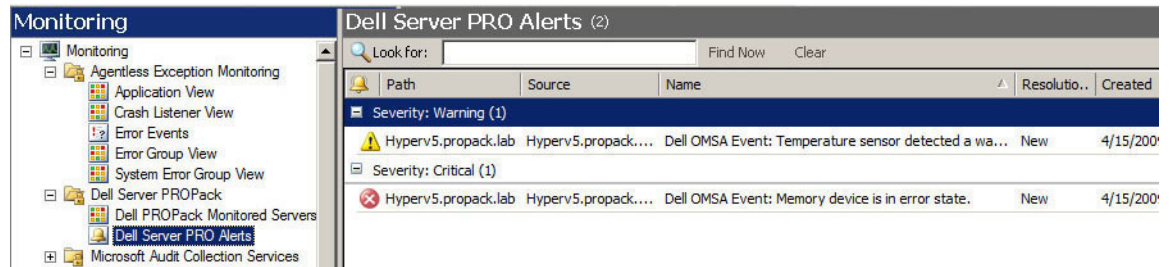 Monitoring
Monitoring
Agentless Exception Monitoring
Application View
Crash Listener View
Error Events
Error Group View
System Error Group View
Dell Server PROPack
Dell PROPack Monitored Servers
Dell Server PRO Alerts
Microsoft Audit Collection Services
Dell Server PRO Alerts (2)
Look for: Find Now Clear
Path Source Name Resolutio.. Created
Severity: Warning (1)
Hyperv5.propack.lab Hyperv5.propack.... Dell OMSA Event: Temperature sensor detected a wa... New 4/15/2009
Severity: Critical (1)
Hyperv5.propack.lab Hyperv5.propack.... Dell OMSA Event: Memory device is in error state. New 4/15/2009